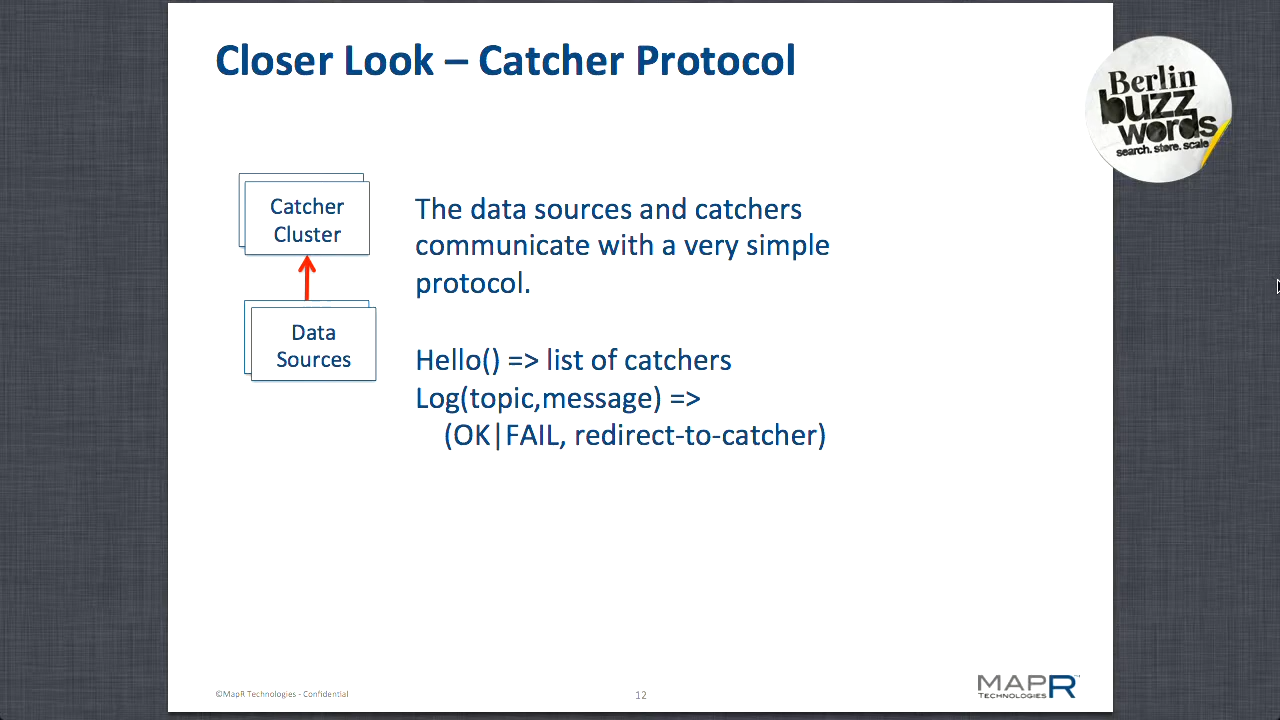 Closer Look – Catcher Protocol
Berlin
buzz
words
search. store. scale
Catcher
Cluster
Data
Sources
The data sources and catchers
communicate with a very simple
protocol.
Hello() => list of catchers
Log(topic,message) =>
(OK|FAIL, redirect-to-catcher)
©MapR Technologies - Confidential
12
MAPR
TECHNOLOGIES